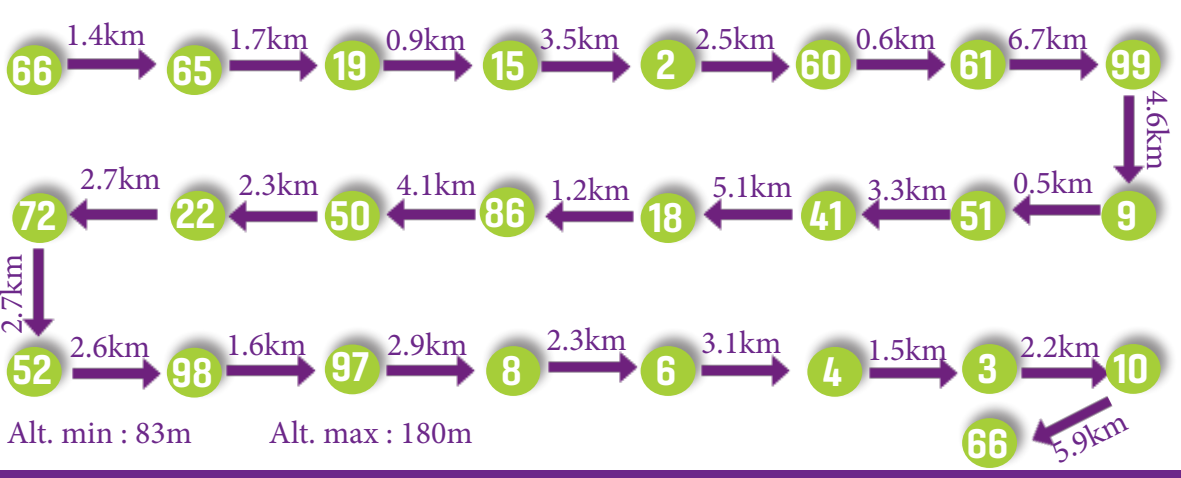 1.4km 1.7km 0.9km 3.5km 2.5km 0.6km 6.7km
66 65 19 15 2 60 61 99
4.6km
2.7km 2.3km 4.1km 1.2km 5.1km 3.3km 0.5km
72 22 50 86 18 41 51 9
2.7km
2.6km 1.6km 2.9km 2.3km 3.1km 1.5km 2.2km
52 98 97 8 6 4 3 10
Alt. min : 83m Alt. max : 180m
66 5.9km